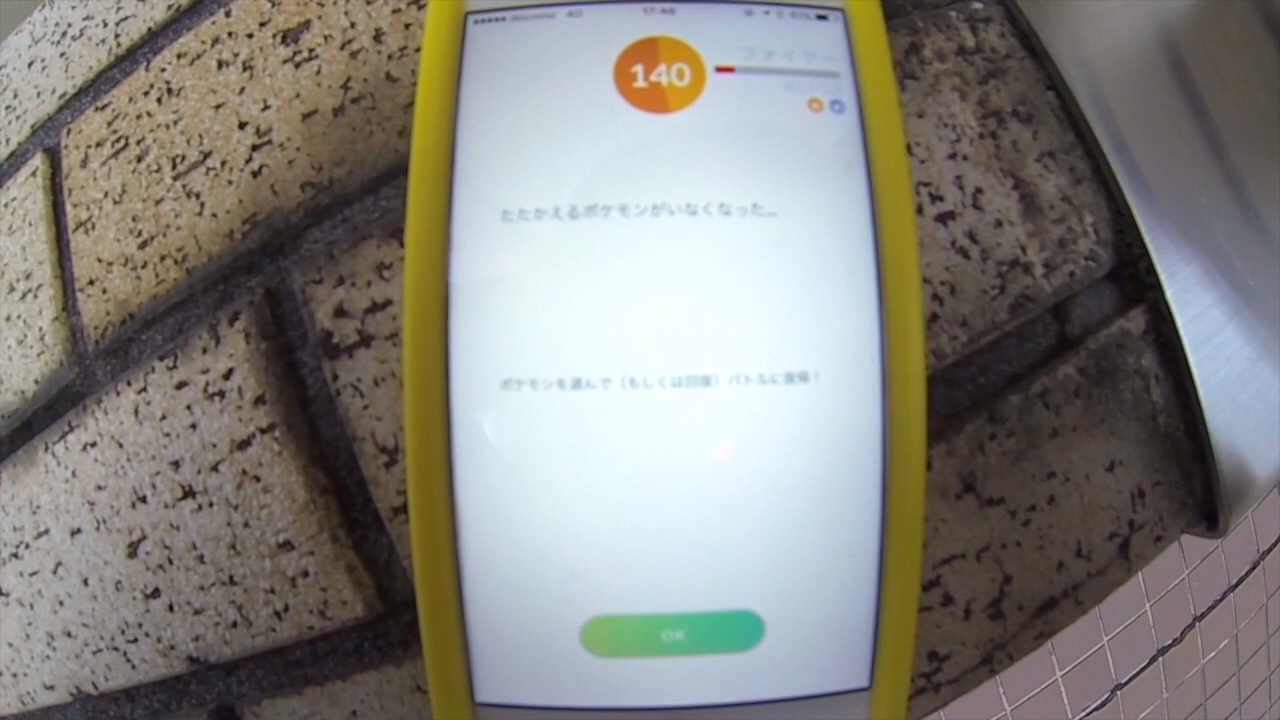 docomo 4G
140
ファイヤー
たたかえるポケモンがいなくなった...
ポケモンを選んで（もしくは回復）バトルに復帰！
OK